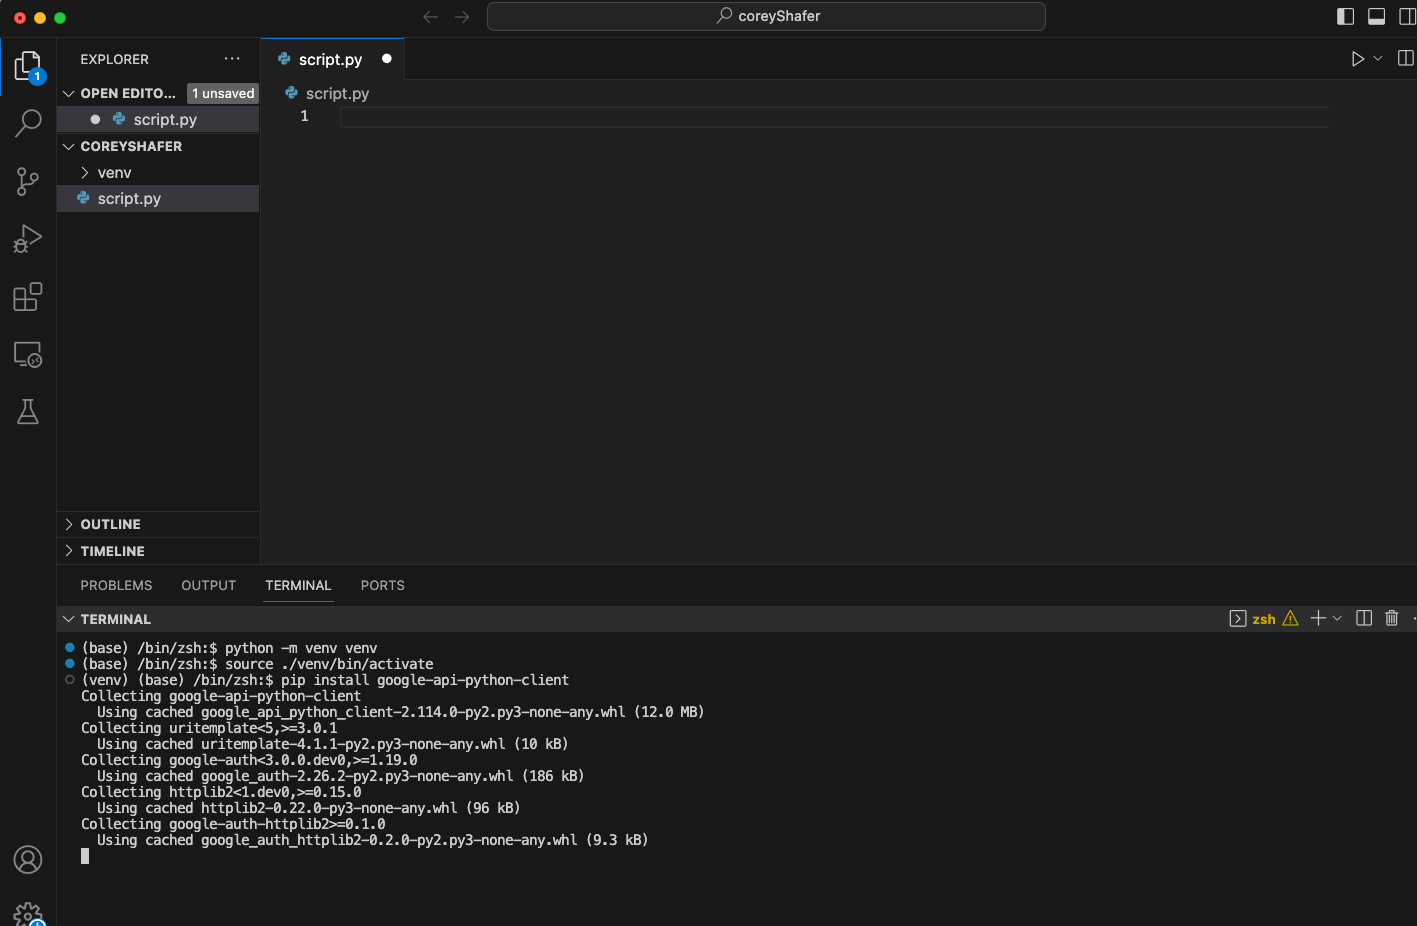 coreyShafer
EXPLORER
script.py
OPEN EDITO... 1 unsaved
script.py
COREYSHAFER
venv
script.py
script.py
1
1
OUTLINE
TIMELINE
PROBLEMS OUTPUT TERMINAL PORTS
TERMINAL
zsh
(base) /bin/zsh:$ python -m venv venv
(base) /bin/zsh:$ source ./venv/bin/activate
(venv) (base) /bin/zsh:$ pip install google-api-python-client
Collecting google-api-python-client
Using cached google_api_python_client-2.114.0-py2.py3-none-any.whl (12.0 MB)
Collecting uritemplate<5,>=3.0.1
Using cached uritemplate-4.1.1-py2.py3-none-any.whl (10 kB)
Collecting google-auth<3.0.0.dev0,>=1.19.0
Using cached google_auth-2.26.2-py2.py3-none-any.whl (186 kB)
Collecting httplib2<1.dev0,>=0.15.0
Using cached httplib2-0.22.0-py3-none-any.whl (96 kB)
Collecting google-auth-httplib2>=0.1.0
Using cached google_auth_httplib2-0.2.0-py2.py3-none-any.whl (9.3 kB)